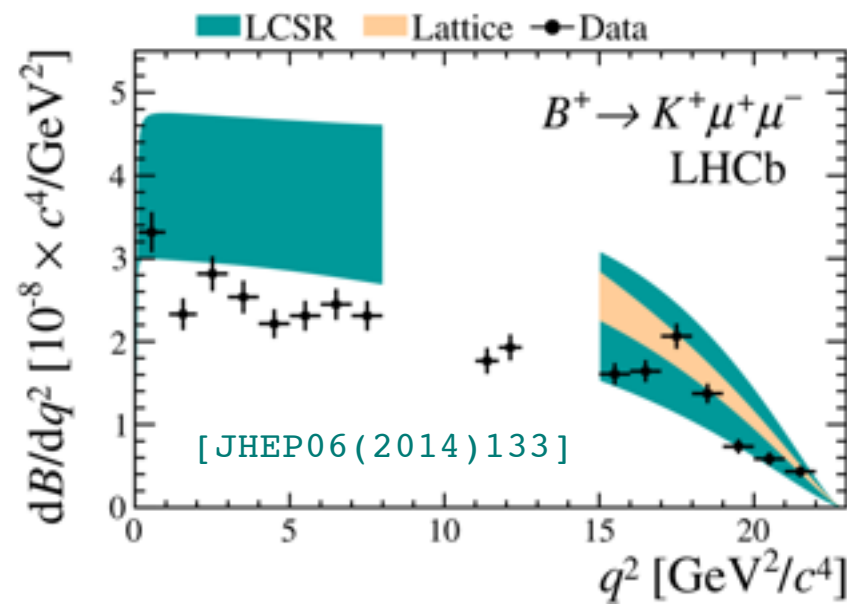 LCSR Lattice Data
dB/dq² [10⁻⁸ × c⁴/GeV²]
B⁺ → K⁺μ⁺μ⁻
LHCb
5
4
3
2
1
0
[JHEP06(2014)133]
0 5 10 15 20
q² [GeV²/c⁴]